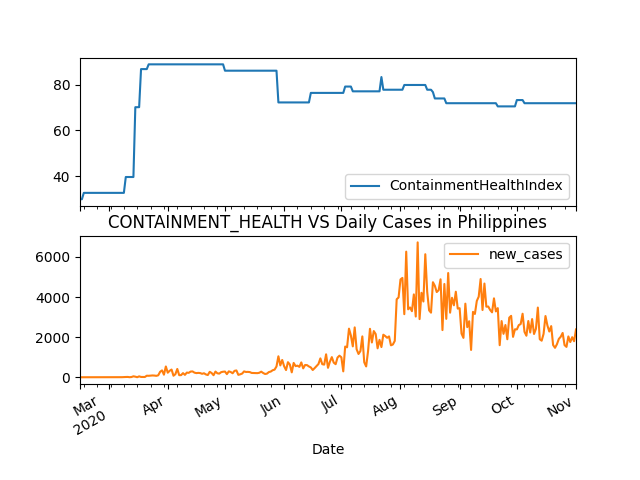 80
60
40
ContainmentHealthIndex
CONTAINMENT_HEALTH VS Daily Cases in Philippines
6000
4000
2000
0
new_cases
Mar
2020
Apr
May
Jun
Jul
Aug
Sep
Oct
Nov
Date